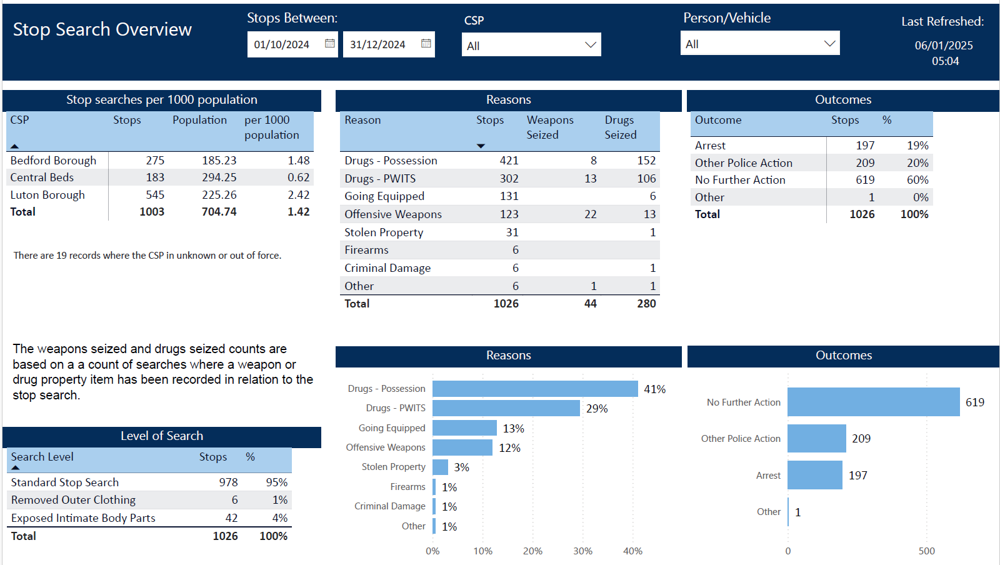 Stop Search Overview
Stops Between:
01/10/2024
31/12/2024
CSP
All
Person/Vehicle
All
Last Refreshed:
06/01/2025
05:04
Stop searches per 1000 population
CSP Stops Population per 1000 population
Bedford Borough 275 185.23 1.48
Central Beds 183 294.25 0.62
Luton Borough 545 225.26 2.42
Total 1003 704.74 1.42
There are 19 records where the CSP in unknown or out of force.
The weapons seized and drugs seized counts are
based on a a count of searches where a weapon or
drug property item has been recorded in relation to the
stop search.
Level of Search
Search Level Stops %
Standard Stop Search 978 95%
Removed Outer Clothing 6 1%
Exposed Intimate Body Parts 42 4%
Total 1026 100%
Reasons
Reason Stops Weapons Seized Drugs Seized
Drugs - Possession 421 8 152
Drugs - PWITS 302 13 106
Going Equipped 131 6
Offensive Weapons 123 22 13
Stolen Property 31 1
Firearms 6
Criminal Damage 6 1
Other 6 1 1
Total 1026 44 280
Outcomes
Outcome Stops %
Arrest 197 19%
Other Police Action 209 20%
No Further Action 619 60%
Other 1 0%
Total 1026 100%
Reasons
Drugs - Possession 41%
Drugs - PWITS 29%
Going Equipped 13%
Offensive Weapons 12%
Stolen Property 3%
Firearms 1%
Criminal Damage 1%
Other 1%
0% 10% 20% 30% 40%
Outcomes
No Further Action 619
Other Police Action 209
Arrest 197
Other 1
0 500